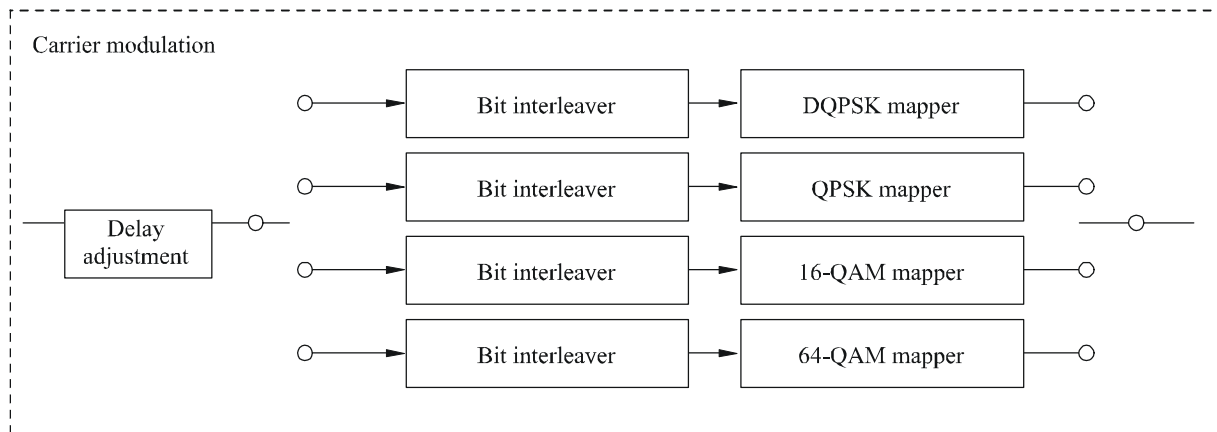 Carrier modulation
Bit interleaver
DQPSK mapper
Bit interleaver
QPSK mapper
Delay
adjustment
Bit interleaver
16-QAM mapper
Bit interleaver
64-QAM mapper